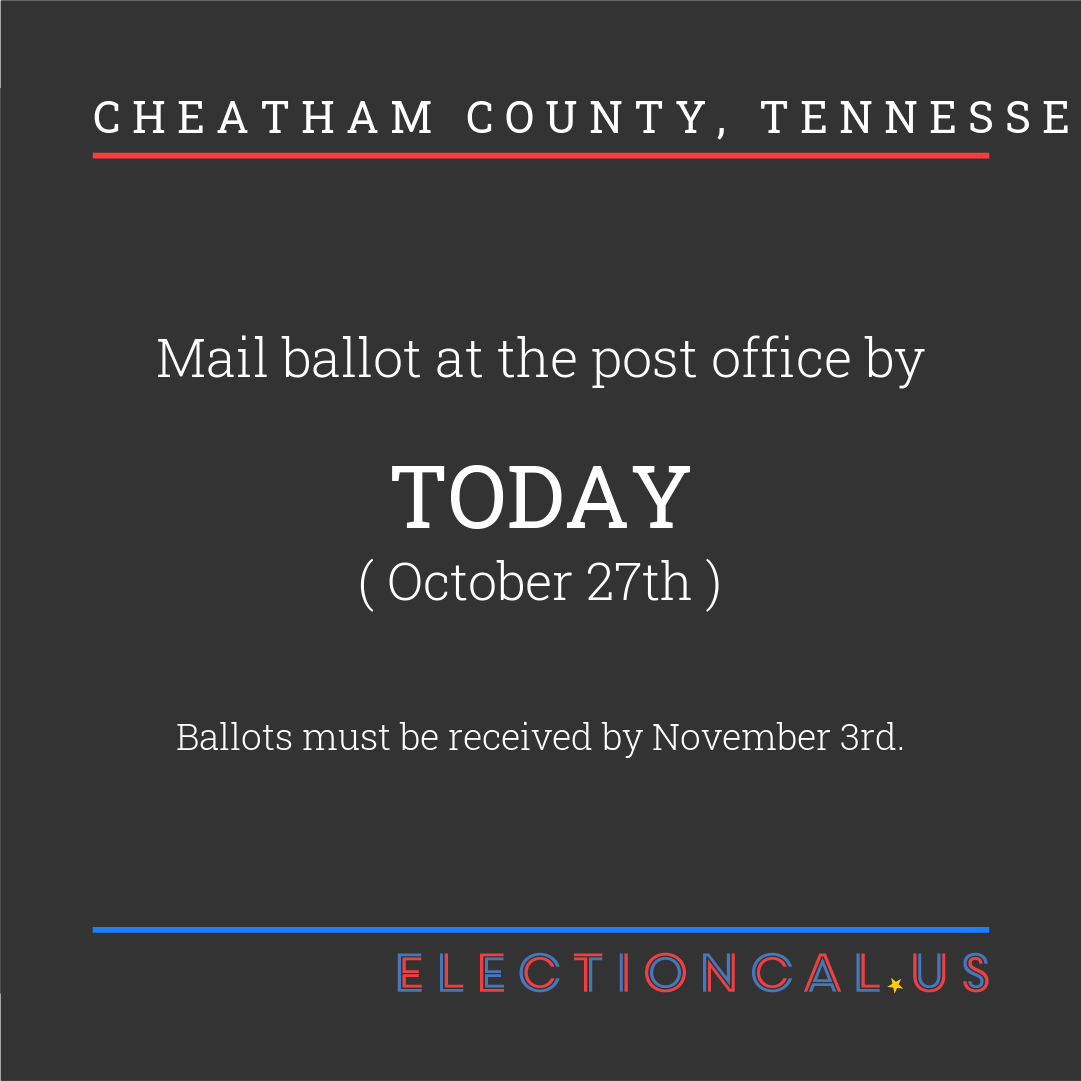 CHEATHAM COUNTY, TENNESSE
Mail ballot at the post office by
TODAY
( October 27th )
Ballots must be received by November 3rd.
ELECTIONCAL.US